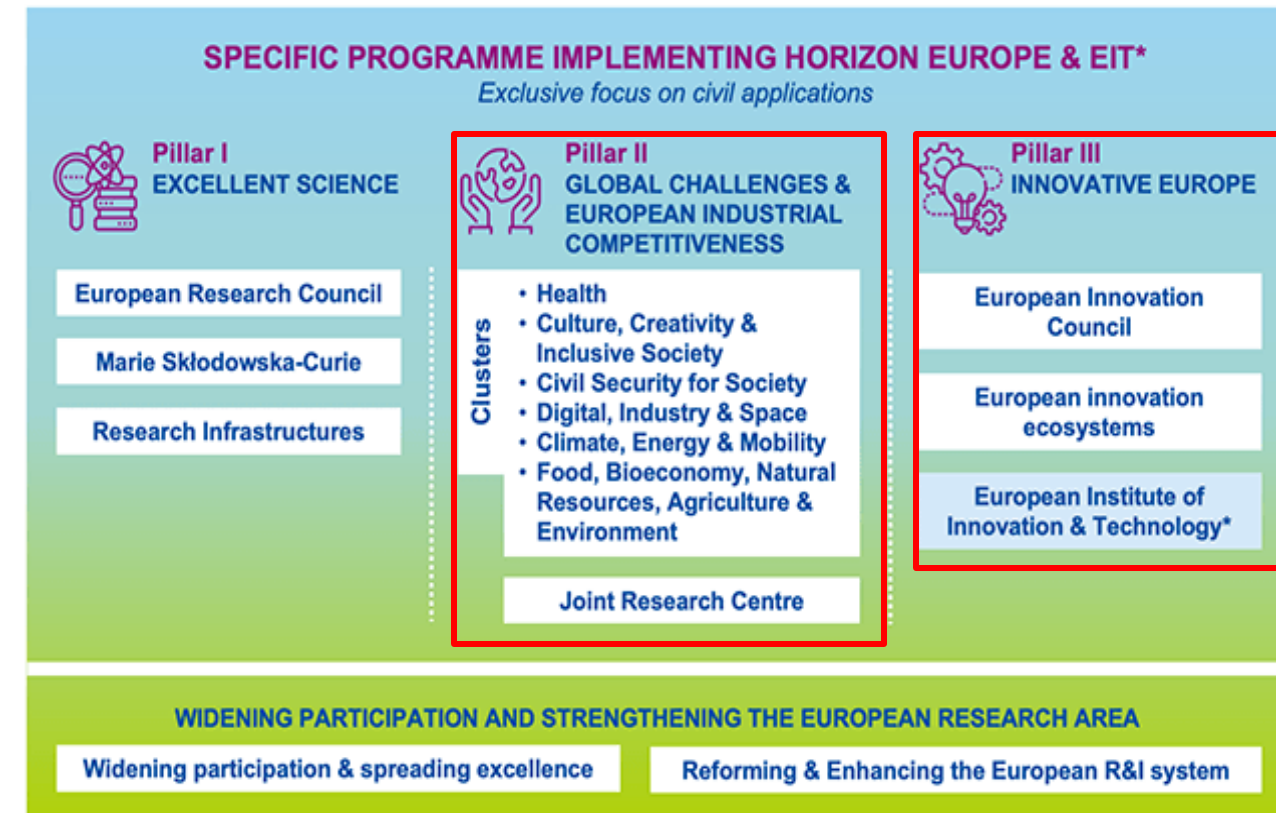 SPECIFIC PROGRAMME IMPLEMENTING HORIZON EUROPE & EIT*
Exclusive focus on civil applications
Pillar I
EXCELLENT SCIENCE
European Research Council
Marie Skłodowska-Curie
Research Infrastructures
Pillar II
GLOBAL CHALLENGES &
EUROPEAN INDUSTRIAL
COMPETITIVENESS
Clusters
• Health
• Culture, Creativity &
Inclusive Society
• Civil Security for Society
• Digital, Industry & Space
• Climate, Energy & Mobility
• Food, Bioeconomy, Natural
Resources, Agriculture &
Environment
Joint Research Centre
Pillar III
INNOVATIVE EUROPE
European Innovation
Council
European innovation
ecosystems
European Institute of
Innovation & Technology*
WIDENING PARTICIPATION AND STRENGTHENING THE EUROPEAN RESEARCH AREA
Widening participation & spreading excellence
Reforming & Enhancing the European R&I system